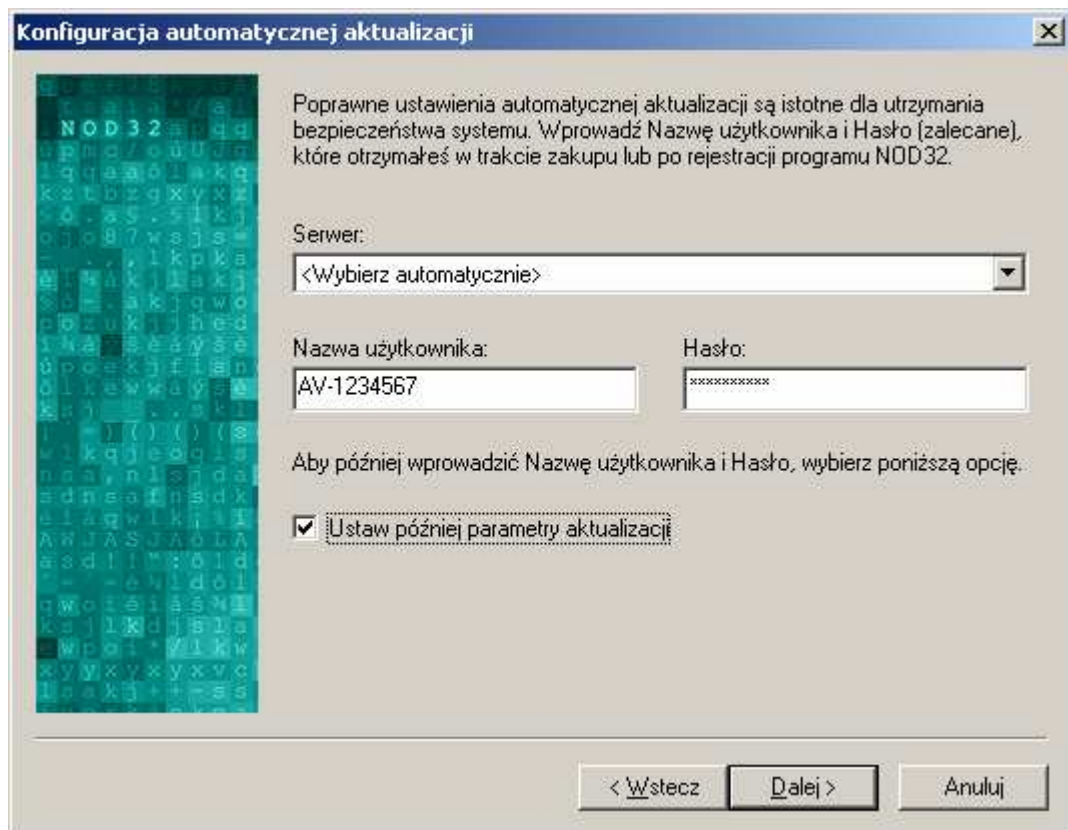 Konfiguracja automatycznej aktualizacji
NOD32
Poprawne ustawienia automatycznej aktualizacji są istotne dla utrzymania
bezpieczeństwa systemu. Wprowadź Nazwę użytkownika i Hasło (zalecane),
które otrzymałeś w trakcie zakupu lub po rejestracji programu NOD32.
Serwer:
<Wybierz automatycznie>
Nazwa użytkownika: Hasło:
AV-1234567 **********
Aby później wprowadzić Nazwę użytkownika i Hasło, wybierz poniższą opcję.
Ustaw później parametry aktualizacji
< Wstecz Dalej > Anuluj